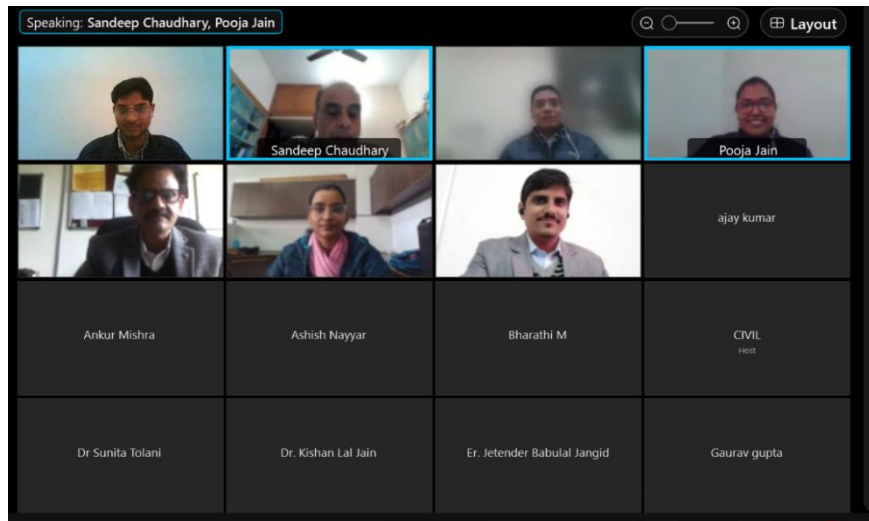 Speaking: Sandeep Chaudhary, Pooja Jain
Layout
Sandeep Chaudhary
Pooja Jain
ajay kumar
Ankur Mishra
Ashish Nayyar
Bharathi M
CIVIL
Host
Dr Sunita Tolani
Dr. Kishan Lal Jain
Er. Jetender Babulal Jangid
Gaurav gupta